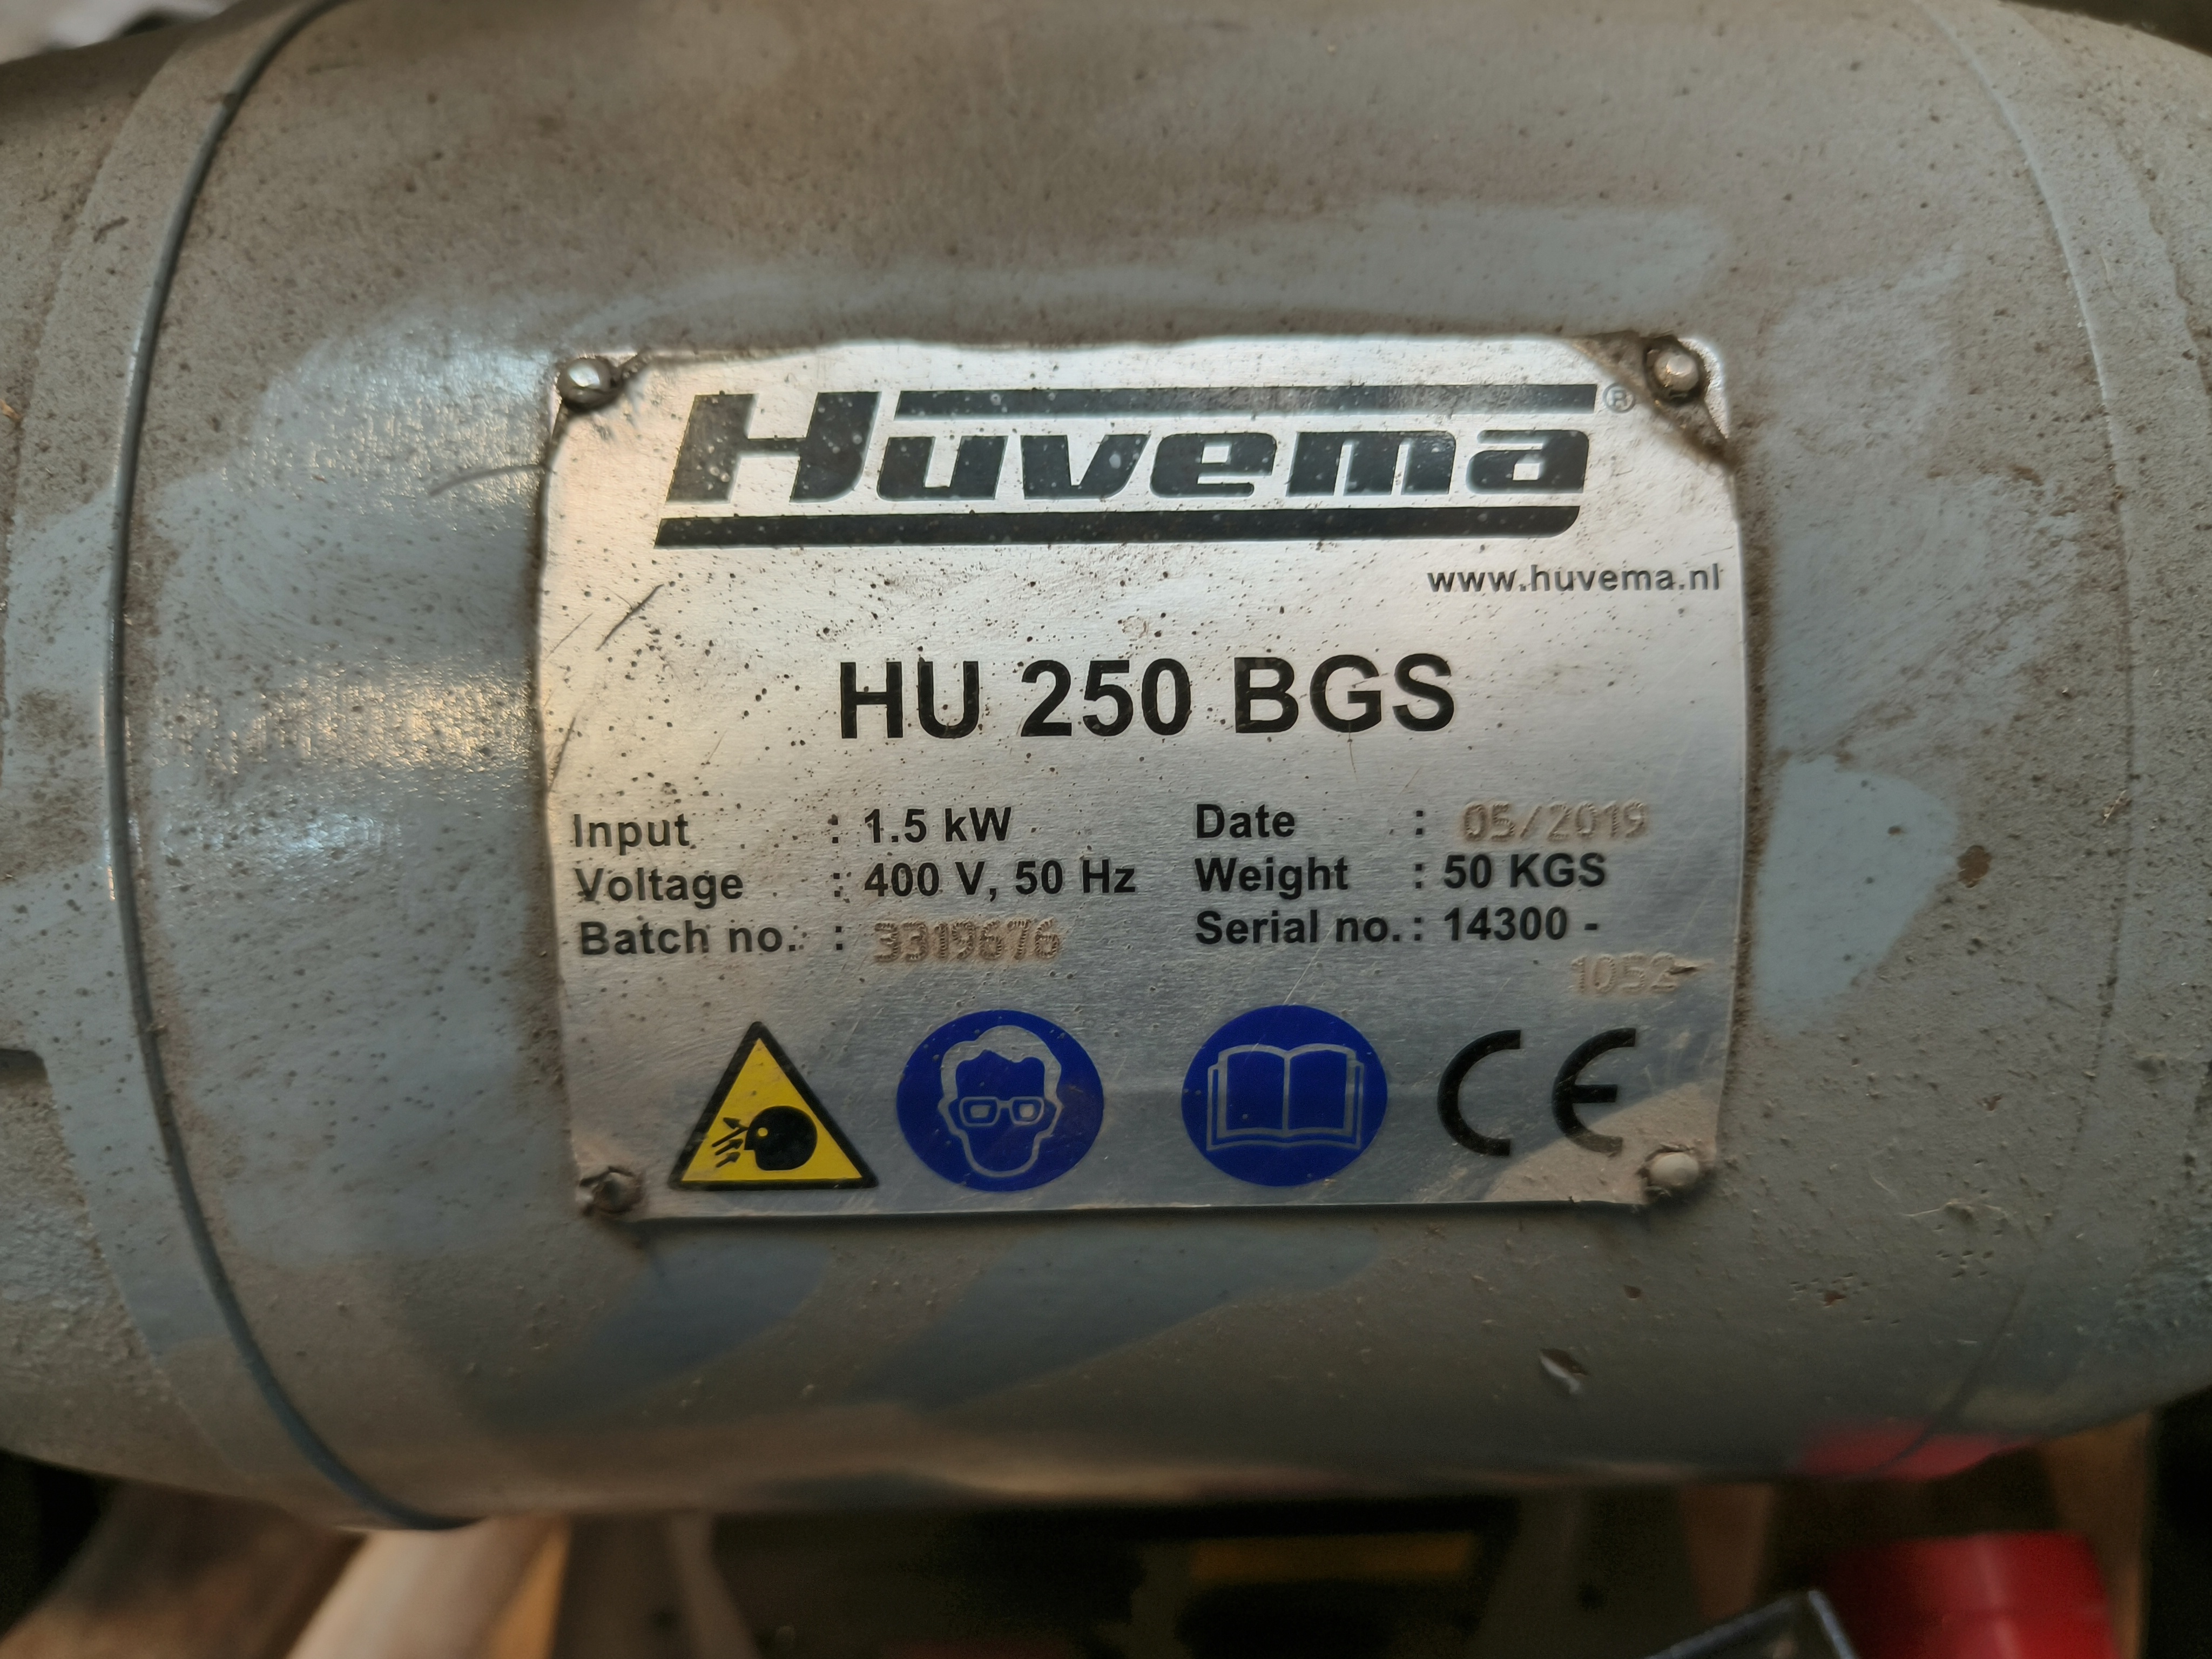 Huvema®
www.huvema.nl
HU 250 BGS
Input : 1.5 kW Date : 05/2019
Voltage : 400 V, 50 Hz Weight : 50 KGS
Batch no. : 3319676 Serial no. : 14300 -
1052
CE